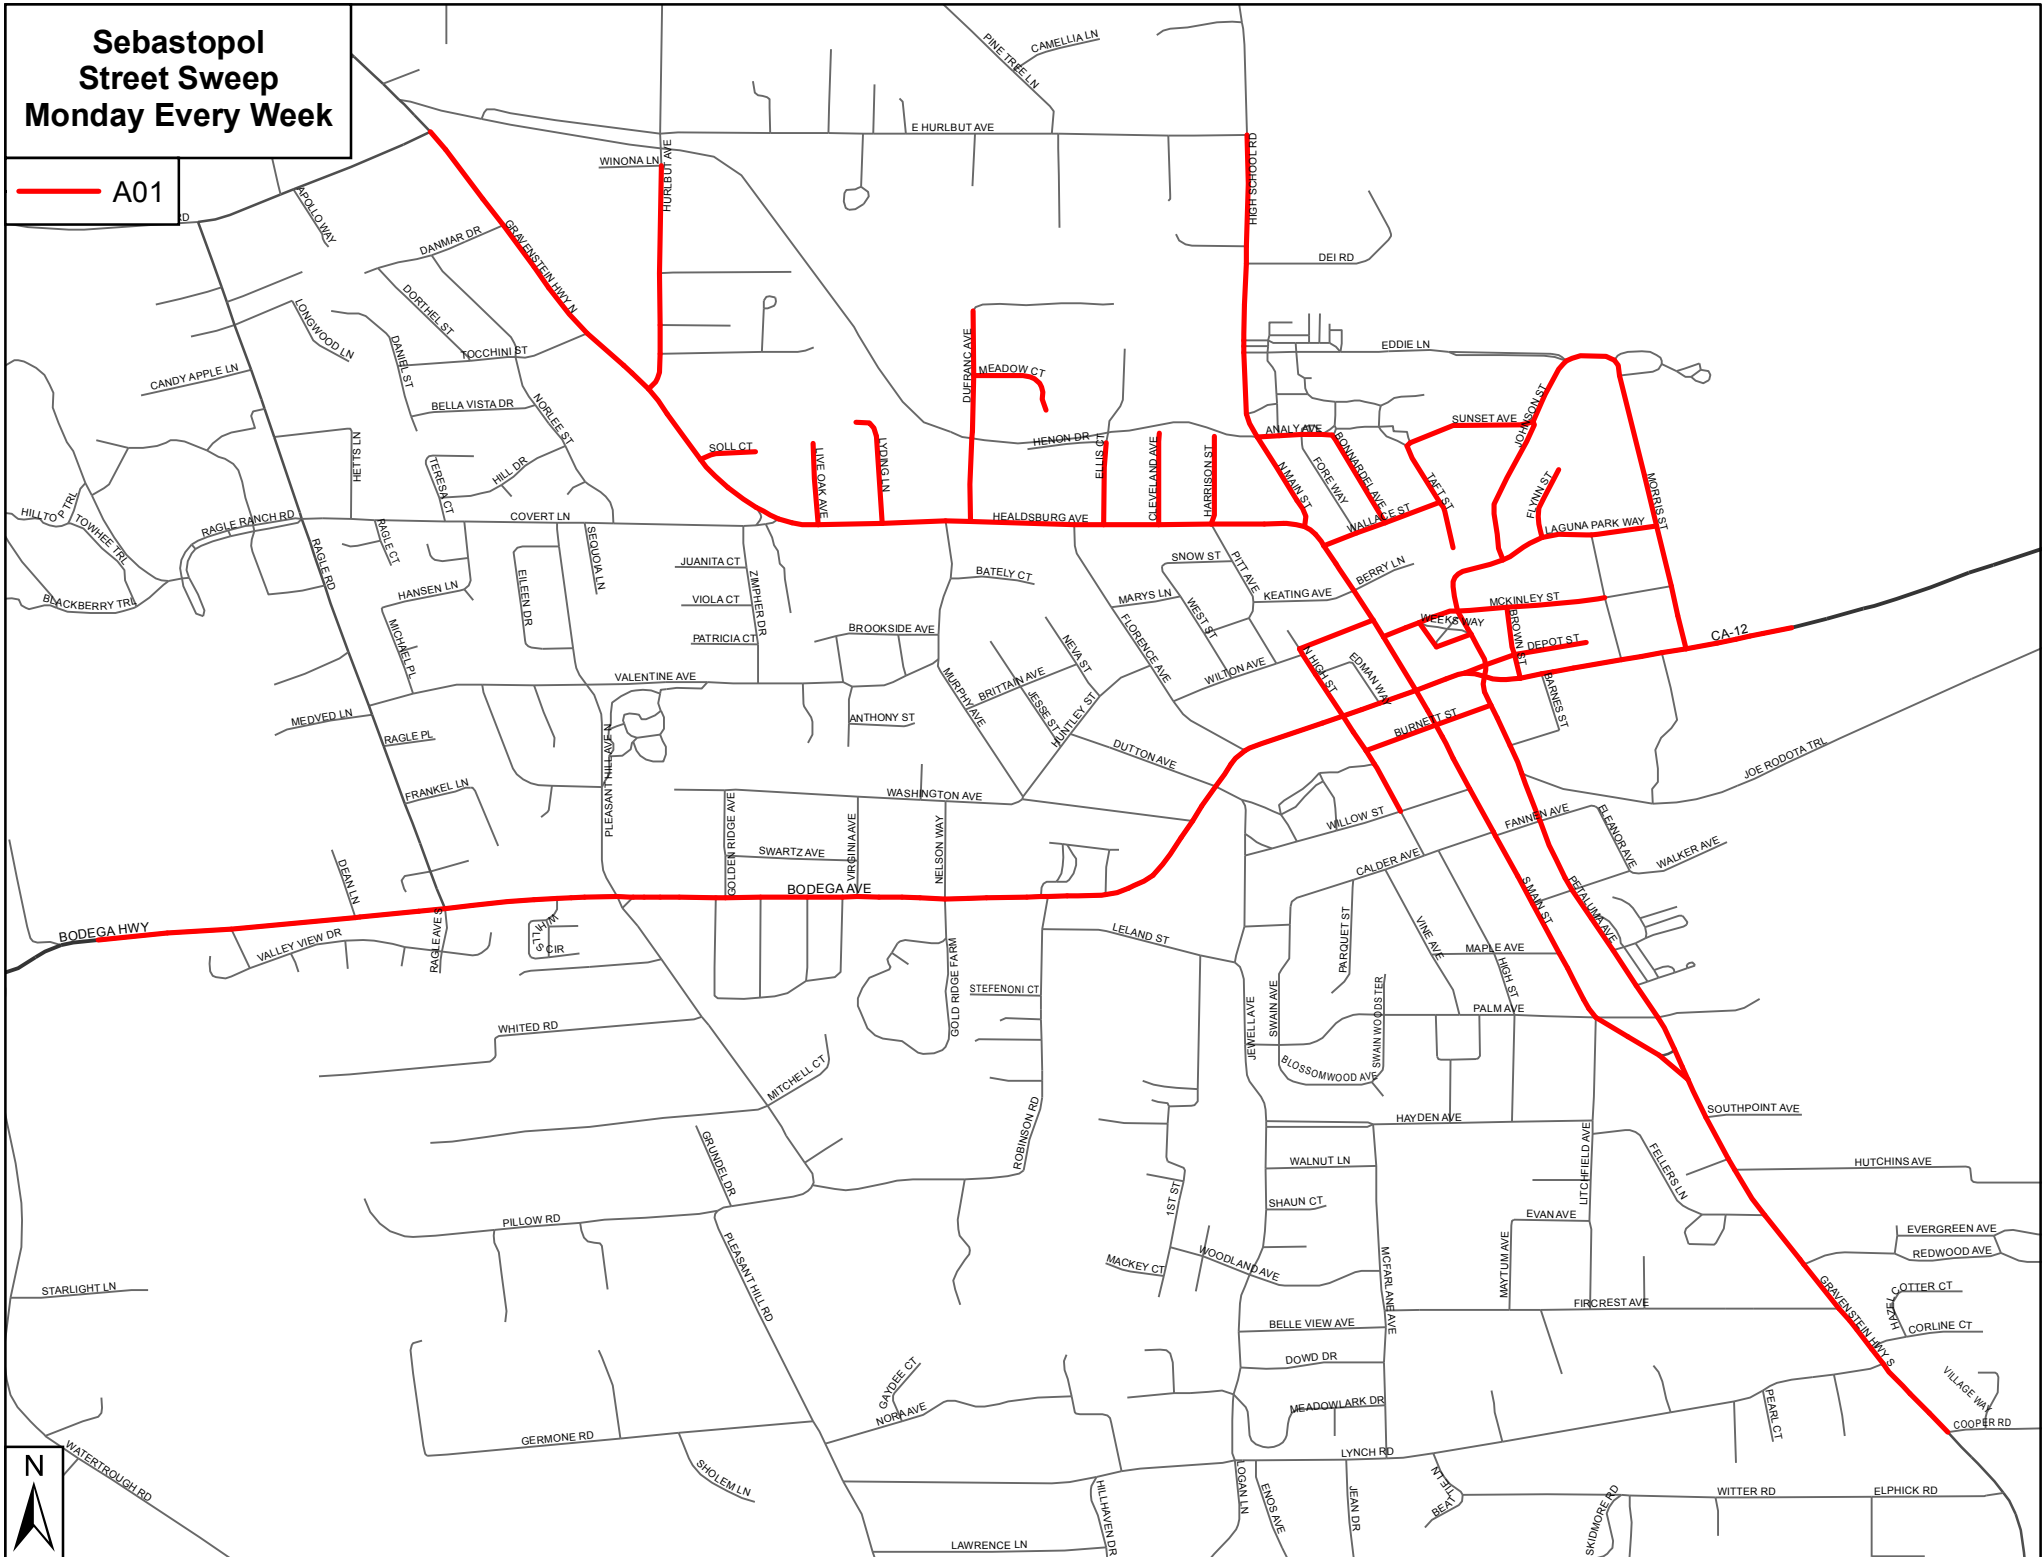 Sebastopol
Street Sweep
Monday Every Week
A01
RD
PINE TREE LN
CAMELLIA LN
E HURLBUT AVE
WINONA LN
HURLBUT AVE
HIGH SCHOOL RD
APOLLO WAY
DANMAR DR
GRAVENSTEIN HWY N
DEI RD
DORTHEL ST
LONGWOOD LN
DANIEL ST
TOCCHINI ST
CANDY APPLE LN
BELLA VISTA DR
NORLEE ST
DUFRANC AVE
MEADOW CT
EDDIE LN
SUNSET AVE
JOHNSON ST
HETTS LN
TERESA CT
HILL DR
SOLL CT
LIVE OAK AVE
LYDING LN
HENON DR
ELLIS CT
CLEVELAND AVE
HARRISON ST
ANALY AVE
N MAIN ST
FORE WAY
BONNARDEL AVE
TAFT ST
FLYNN ST
MORRIS ST
WALLACE ST
LAGUNA PARK WAY
HILLTOP TRL
TOWHEE TRL
RAGLE RANCH RD
BLACKBERRY TRL
RAGLE RD
RAGLE CT
COVERT LN
HEALDSBURG AVE
SEQUOIA LN
EILEEN DR
HANSEN LN
MICHAEL PL
JUANITA CT
VIOLA CT
PATRICIA CT
ZIMPHER DR
BATELY CT
BROOKSIDE AVE
SNOW ST
PITT AVE
MARYS LN
WEST ST
KEATING AVE
BERRY LN
MCKINLEY ST
WEEKS WAY
BROWN ST
DEPOT ST
CA-12
FLORENCE AVE
NEVA ST
WILTON AVE
N HIGH ST
EDMAN WAY
BARNES ST
BURNETT ST
VALENTINE AVE
MURPHY AVE
BRITTAIN AVE
JESSE ST
HUNTLEY ST
ANTHONY ST
MEDVED LN
RAGLE PL
FRANKEL LN
PLEASANT HILL AVE N
DUTTON AVE
JOE RODOTA TRL
WASHINGTON AVE
GOLDEN RIDGE AVE
VIRGINIA AVE
NELSON WAY
SWARTZ AVE
BODEGA AVE
WILLOW ST
FANNEN AVE
ELEANOR AVE
WALKER AVE
CALDER AVE
DEAN LN
BODEGA HWY
VALLEY VIEW DR
RAGLE AVE S
WILLS
CIR
GOLD RIDGE FARM
LELAND ST
STEFENONI CT
PARQUET ST
VINE AVE
MAPLE AVE
HIGH ST
S MAIN ST
PETALUMA AVE
PALM AVE
SWAIN AVE
SWAIN WOODSTER
JEWELL AVE
BLOSSOMWOOD AVE
WHITED RD
MITCHELL CT
ROBINSON RD
HAYDEN AVE
SOUTHPOINT AVE
GRUNDEL DR
WALNUT LN
LITCHFIELD AVE
FELLERS LN
HUTCHINS AVE
PILLOW RD
1ST ST
SHAUN CT
EVAN AVE
EVERGREEN AVE
REDWOOD AVE
PLEASANT HILL RD
MACKEY CT
WOODLAND AVE
MCFARLANE AVE
MAYTUM AVE
STARLIGHT LN
FIRCREST AVE
GRAVENSTEIN HWY S
HAZEL C
OTTER CT
CORLINE CT
BELLE VIEW AVE
DOWD DR
GAYDEE CT
NORA AVE
MEADOWLARK DR
PEARL CT
VILLAGE WAY
COOPER RD
GERMONE RD
SHOLEM LN
LYNCH RD
WATERTROUGH RD
N
HILLHAVEN DR
LOGAN LN
ENOS AVE
JEAN DR
BEATTIE LN
SKIDMORE RD
WITTER RD
ELPHICK RD
LAWRENCE LN